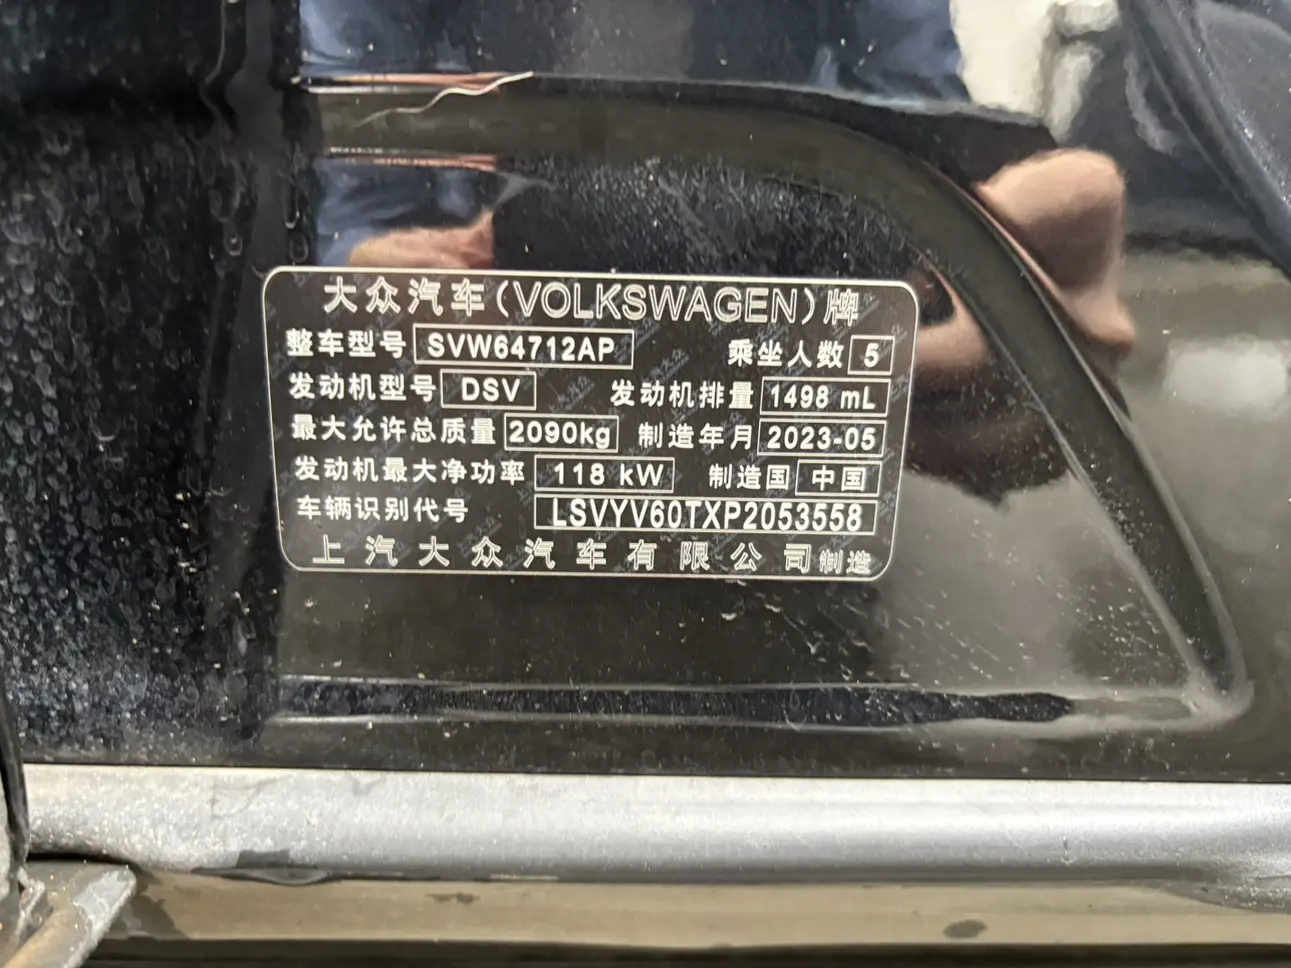 大众汽车(VOLKSWAGEN)牌
整车型号 SVW64712AP 乘坐人数 5
发动机型号 DSV 发动机排量 1498 mL
最大允许总质量 2090kg 制造年月 2023-05
发动机最大净功率 118 kW 制造国 中国
车辆识别代号 LSVYV60TXP2053558
上汽大众汽车有限公司制造